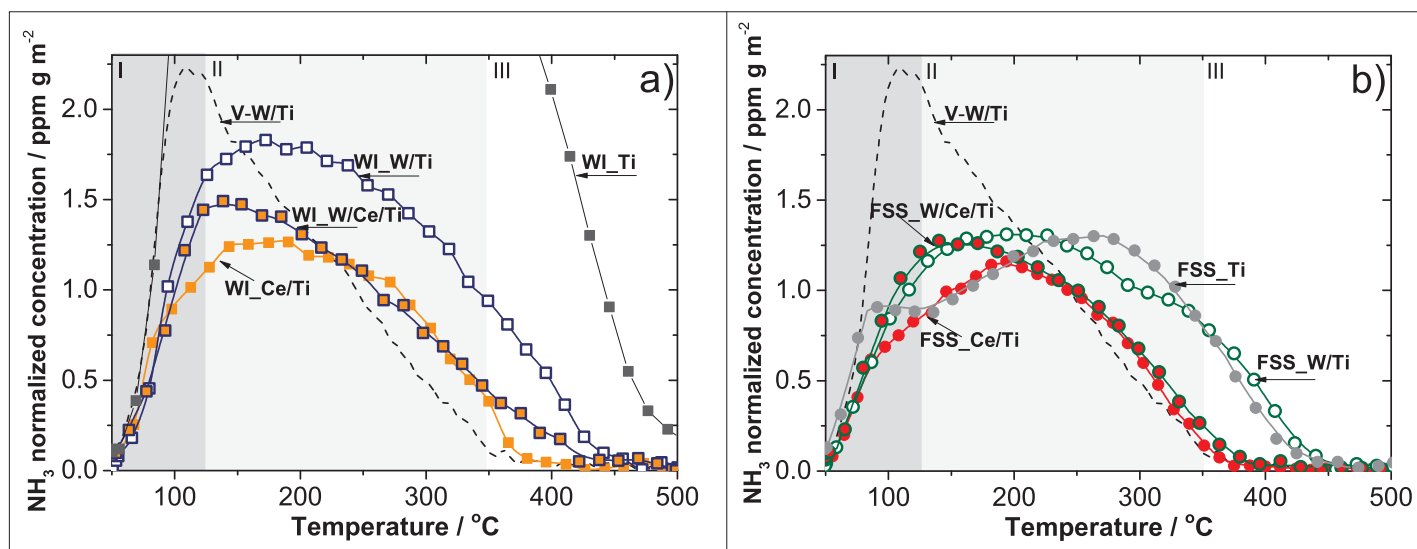 I
II
III
a)
V-W/Ti
WI_W/Ti
WI_Ti
WI_W/Ce/Ti
WI_Ce/Ti
2.0
1.5
1.0
0.5
0.0
100
200
300
400
500
NH3 normalized concentration / ppm g m-2
Temperature / oC
I
II
III
b)
V-W/Ti
FSS_W/Ce/Ti
FSS_Ti
FSS_Ce/Ti
FSS_W/Ti
2.0
1.5
1.0
0.5
0.0
100
200
300
400
500
NH3 normalized concentration / ppm g m-2
Temperature / oC